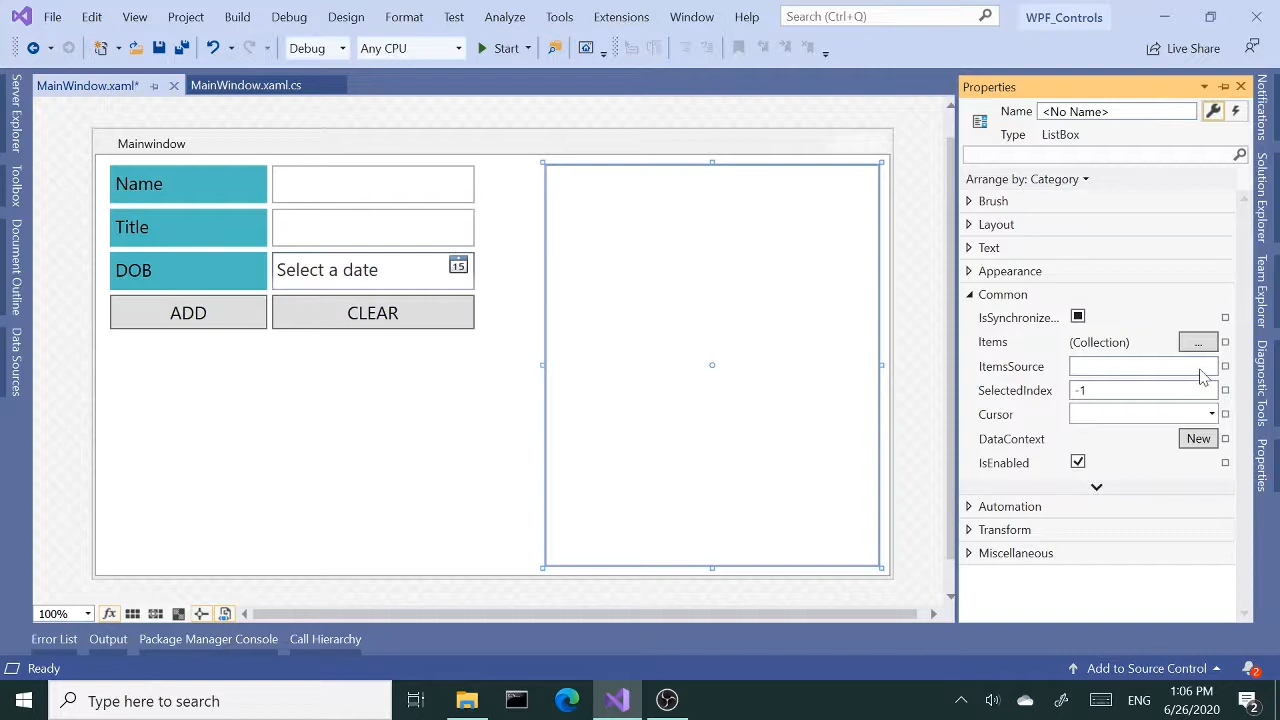 File Edit View Project Build Debug Design Format Test Analyze Tools Extensions Window Help Search (Ctrl+Q) WPF_Controls
Debug Any CPU Start Live Share
Server Explorer
Toolbox
Document Outline
Data Sources
MainWindow.xaml* MainWindow.xaml.cs
Mainwindow
Name
Title
DOB Select a date 15
ADD CLEAR
100% fx
Properties
Name <No Name>
Type ListBox
Arrange by: Category
Brush
Layout
Text
Appearance
Common
IsSynchronize...
Items (Collection) ...
ItemsSource
SelectedIndex -1
Cursor
DataContext New
IsEnabled
Automation
Transform
Miscellaneous
Notifications
Solution Explorer
Team Explorer
Diagnostic Tools
Properties
Error List Output Package Manager Console Call Hierarchy
Ready Add to Source Control 2
Type here to search ENG 1:06 PM
6/26/2020 2